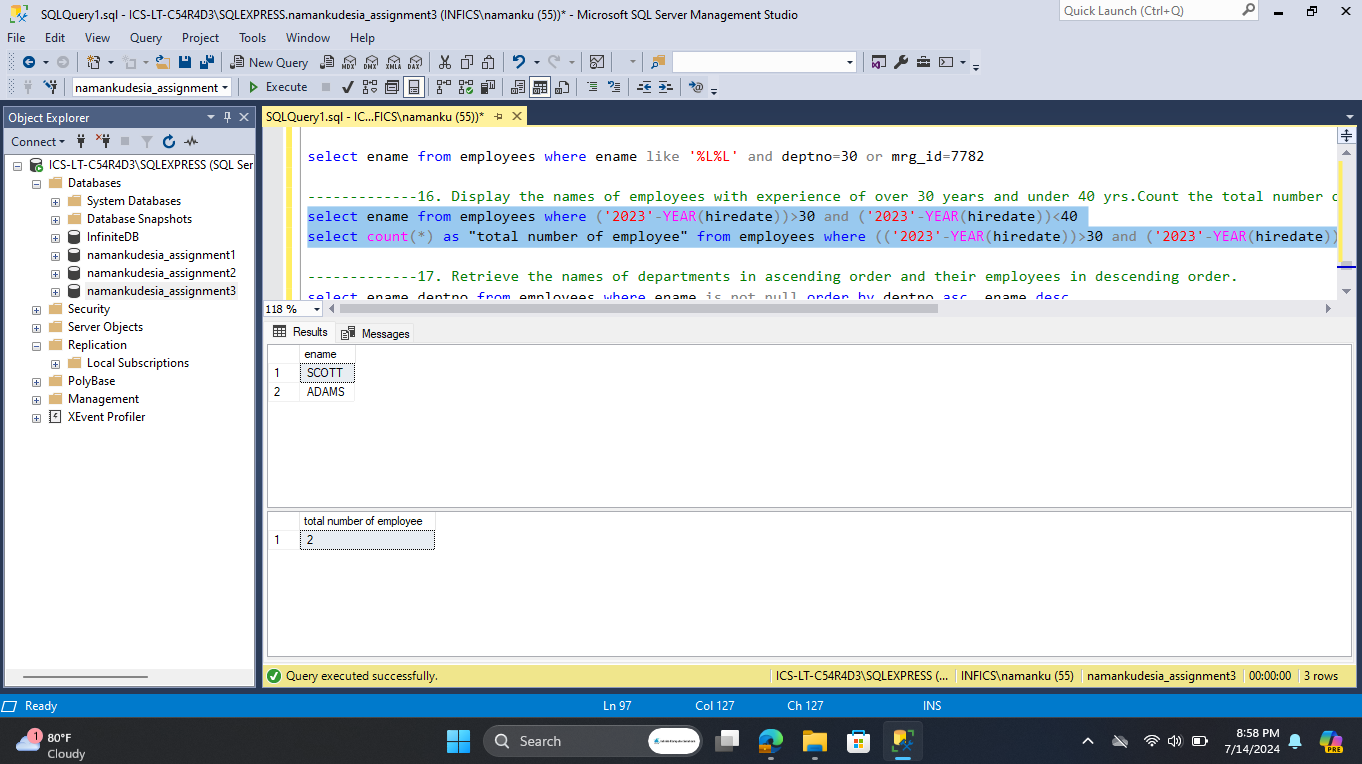 SQLQuery1.sql - ICS-LT-C54R4D3\SQLEXPRESS.namankudesia_assignment3 (INFICS\namanku (55))* - Microsoft SQL Server Management Studio
Quick Launch (Ctrl+Q)
File Edit View Query Project Tools Window Help
New Query MDX DMX XMLA DAX
namankudesia_assignment Execute
Object Explorer
SQLQuery1.sql - IC...FICS\namanku (55))*
Connect
ICS-LT-C54R4D3\SQLEXPRESS (SQL Ser
Databases
System Databases
Database Snapshots
InfiniteDB
namankudesia_assignment1
namankudesia_assignment2
namankudesia_assignment3
Security
Server Objects
Replication
Local Subscriptions
PolyBase
Management
XEvent Profiler
select ename from employees where ename like '%L%L' and deptno=30 or mrg_id=7782
-------------16. Display the names of employees with experience of over 30 years and under 40 yrs.Count the total number o
select ename from employees where ('2023'-YEAR(hiredate))>30 and ('2023'-YEAR(hiredate))<40
select count(*) as "total number of employee" from employees where (('2023'-YEAR(hiredate))>30 and ('2023'-YEAR(hiredate))
-------------17. Retrieve the names of departments in ascending order and their employees in descending order.
select ename,deptno from employees where ename is not null order by deptno asc, ename desc
118 %
Results Messages
ename
1 SCOTT
2 ADAMS
total number of employee
1 2
Query executed successfully.
ICS-LT-C54R4D3\SQLEXPRESS (... INFICS\namanku (55) namankudesia_assignment3 00:00:00 3 rows
Ready Ln 97 Col 127 Ch 127 INS
1
80°F
Cloudy
Search
PRE
8:58 PM
7/14/2024